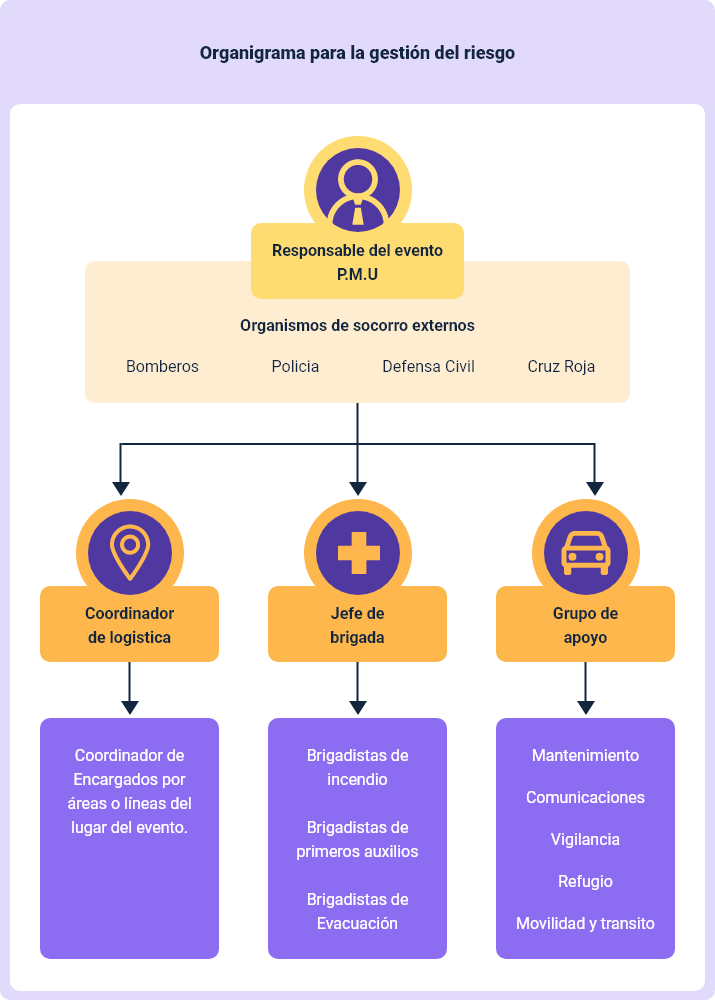 Organigrama para la gestión del riesgo
Responsable del evento
P.M.U
Organismos de socorro externos
Bomberos Policia Defensa Civil Cruz Roja
Coordinador
de logistica
Jefe de
brigada
Grupo de
apoyo
Coordinador de
Encargados por
áreas o líneas del
lugar del evento.
Brigadistas de
incendio
Brigadistas de
primeros auxilios
Brigadistas de
Evacuación
Mantenimiento
Comunicaciones
Vigilancia
Refugio
Movilidad y transito